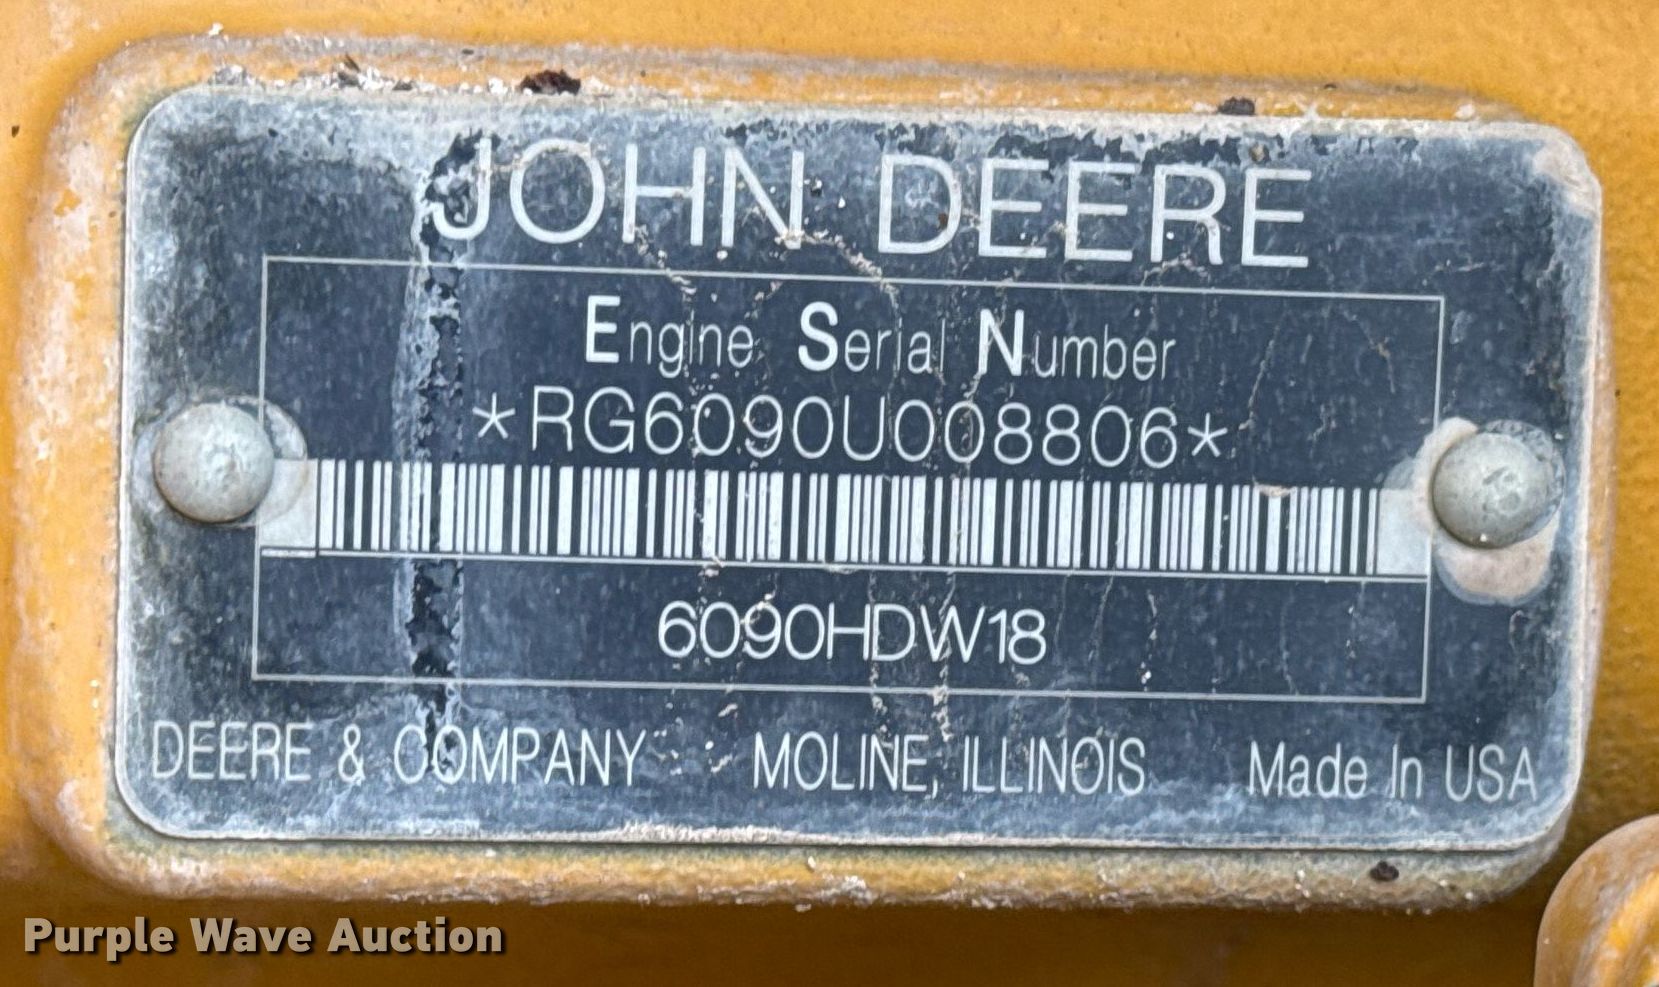 JOHN DEERE
Engine Serial Number
*RG6090U008806*
6090HDW18
DEERE & COMPANY MOLINE, ILLINOIS Made In USA
Purple Wave Auction